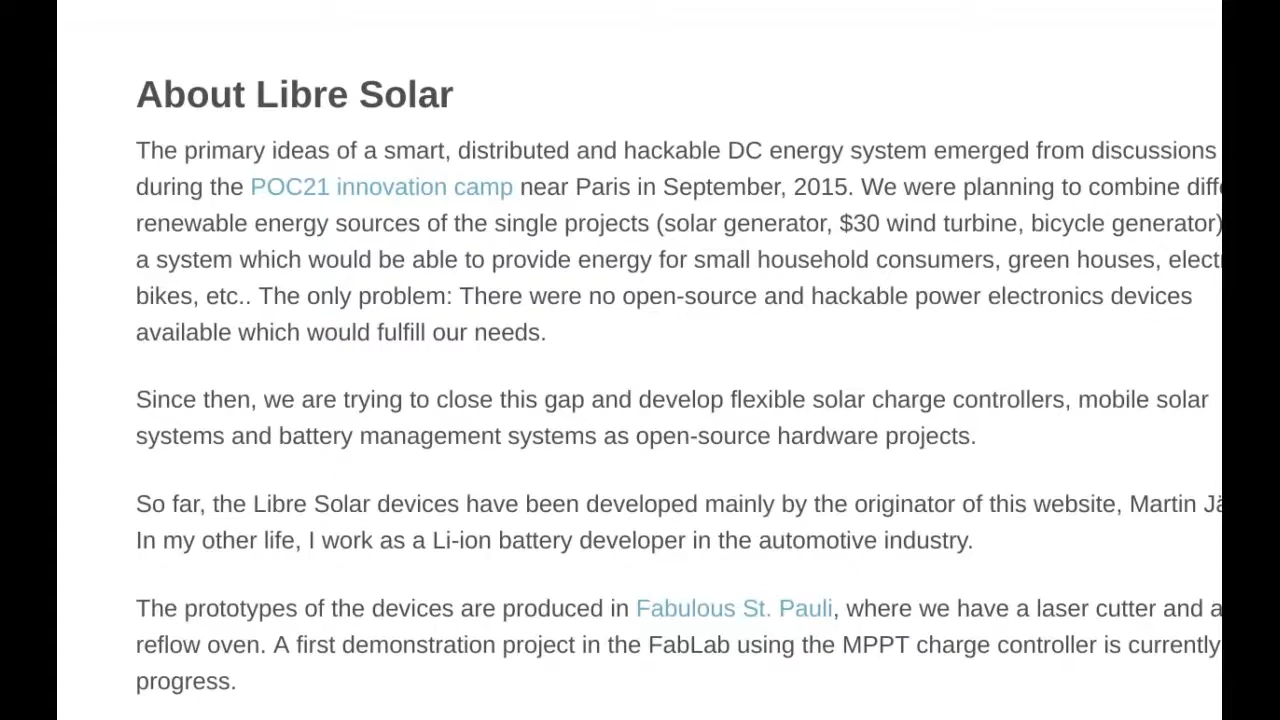 About Libre Solar
The primary ideas of a smart, distributed and hackable DC energy system emerged from discussions
during the POC21 innovation camp near Paris in September, 2015. We were planning to combine
renewable energy sources of the single projects (solar generator, $30 wind turbine, bicycle generator)
a system which would be able to provide energy for small household consumers, green houses,
bikes, etc.. The only problem: There were no open-source and hackable power electronics devices
available which would fulfill our needs.
Since then, we are trying to close this gap and develop flexible solar charge controllers, mobile solar
systems and battery management systems as open-source hardware projects.
So far, the Libre Solar devices have been developed mainly by the originator of this website, Martin
In my other life, I work as a Li-ion battery developer in the automotive industry.
The prototypes of the devices are produced in Fabulous St. Pauli, where we have a laser cutter and a
reflow oven. A first demonstration project in the FabLab using the MPPT charge controller is currently
progress.